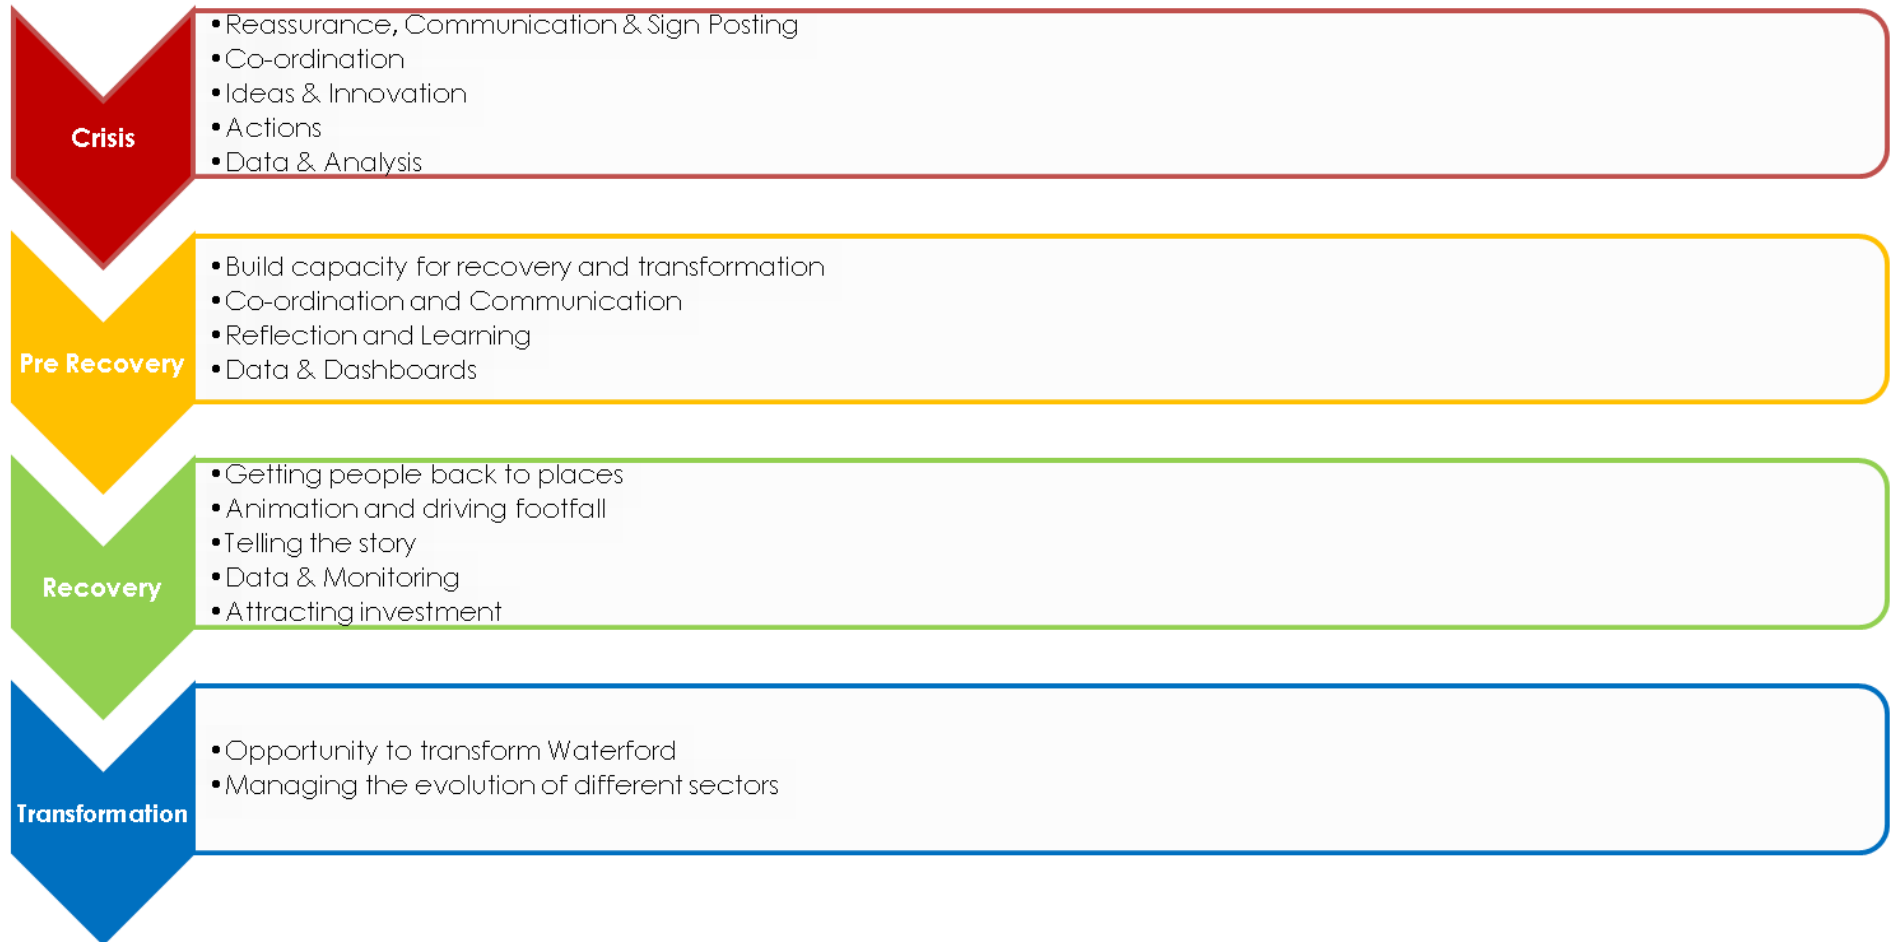 Crisis
• Reassurance, Communication & Sign Posting
• Co-ordination
• Ideas & Innovation
• Actions
• Data & Analysis
Pre Recovery
• Build capacity for recovery and transformation
• Co-ordination and Communication
• Reflection and Learning
• Data & Dashboards
Recovery
• Getting people back to places
• Animation and driving footfall
• Telling the story
• Data & Monitoring
• Attracting investment
Transformation
• Opportunity to transform Waterford
• Managing the evolution of different sectors